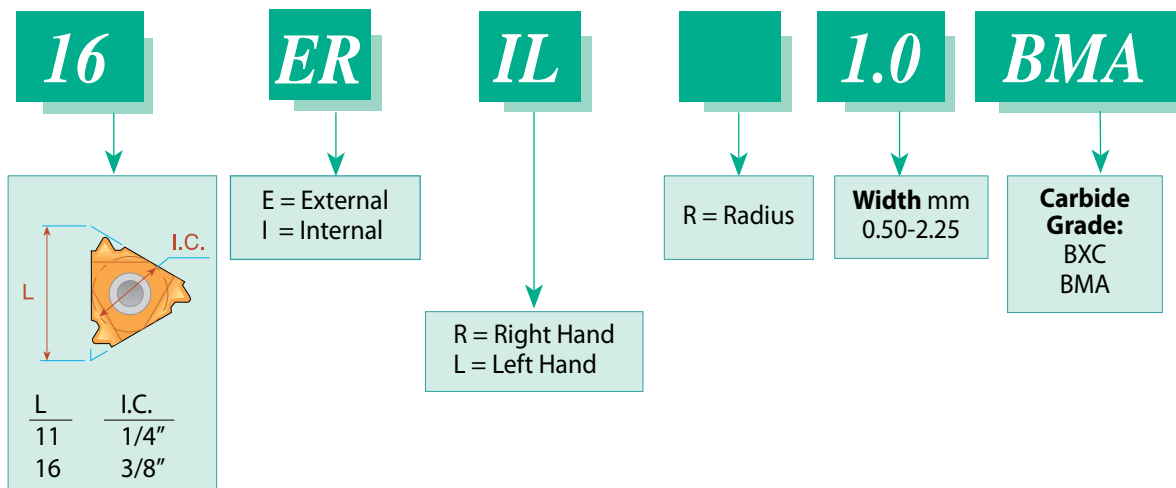 16 ER IL 1.0 BMA
I.C.
L
L I.C.
11 1/4”
16 3/8”
E = External
I = Internal
R = Right Hand
L = Left Hand
R = Radius
Width mm
0.50-2.25
Carbide
Grade:
BXC
BMA